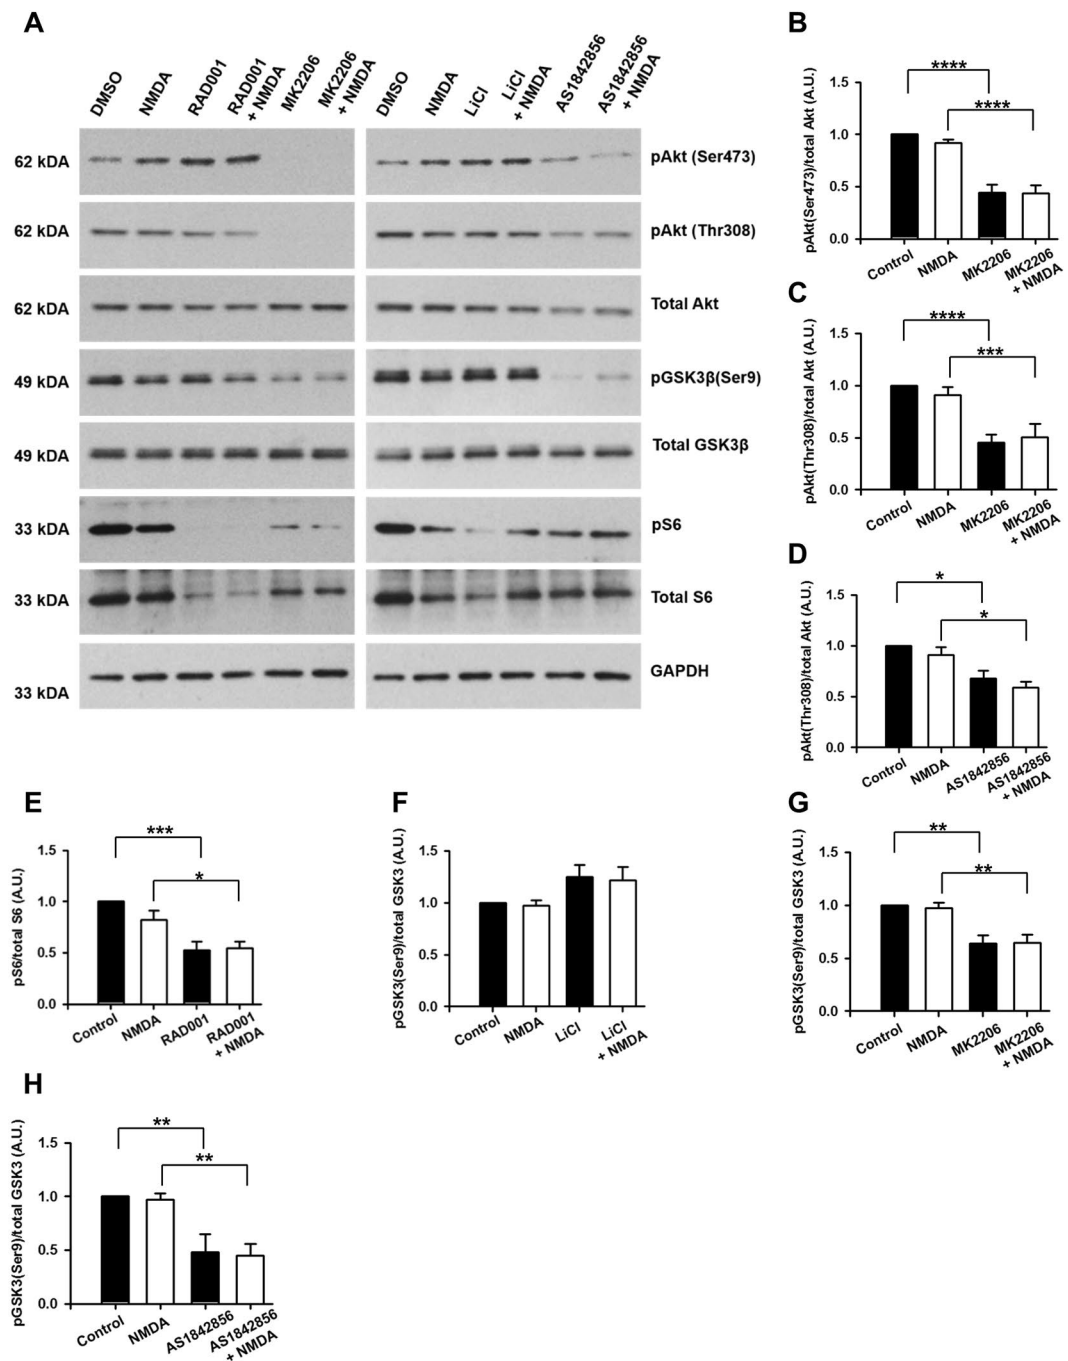 A
DMSO
NMDA
RAD001
RAD001
+ NMDA
MK2206
MK2206
+ NMDA
DMSO
NMDA
LiCl
LiCl
+ NMDA
AS1842856
AS1842856
+ NMDA
62 kDA
pAkt (Ser473)
62 kDA
pAkt (Thr308)
62 kDA
Total Akt
49 kDA
pGSK3β(Ser9)
49 kDA
Total GSK3β
33 kDA
pS6
33 kDA
Total S6
33 kDA
GAPDH
B
pAkt(Ser473)/total Akt (A.U.)
1.5
1.0
0.5
0.0
****
****
Control
NMDA
MK2206
MK2206
+ NMDA
C
pAkt(Thr308)/total Akt (A.U.)
1.5
1.0
0.5
0.0
****
***
Control
NMDA
MK2206
MK2206
+ NMDA
D
pAkt(Thr308)/total Akt (A.U.)
1.5
1.0
0.5
0.0
*
*
Control
NMDA
AS1842856
AS1842856
+ NMDA
E
pS6/total S6 (A.U.)
1.5
1.0
0.5
0.0
***
*
Control
NMDA
RAD001
RAD001
+ NMDA
F
pGSK3(Ser9)/total GSK3 (A.U.)
1.5
1.0
0.5
0.0
Control
NMDA
LiCl
LiCl
+ NMDA
G
pGSK3(Ser9)/total GSK3 (A.U.)
1.5
1.0
0.5
0.0
**
**
Control
NMDA
MK2206
MK2206
+ NMDA
H
pGSK3(Ser9)/total GSK3 (A.U.)
1.5
1.0
0.5
0.0
**
**
Control
NMDA
AS1842856
AS1842856
+ NMDA